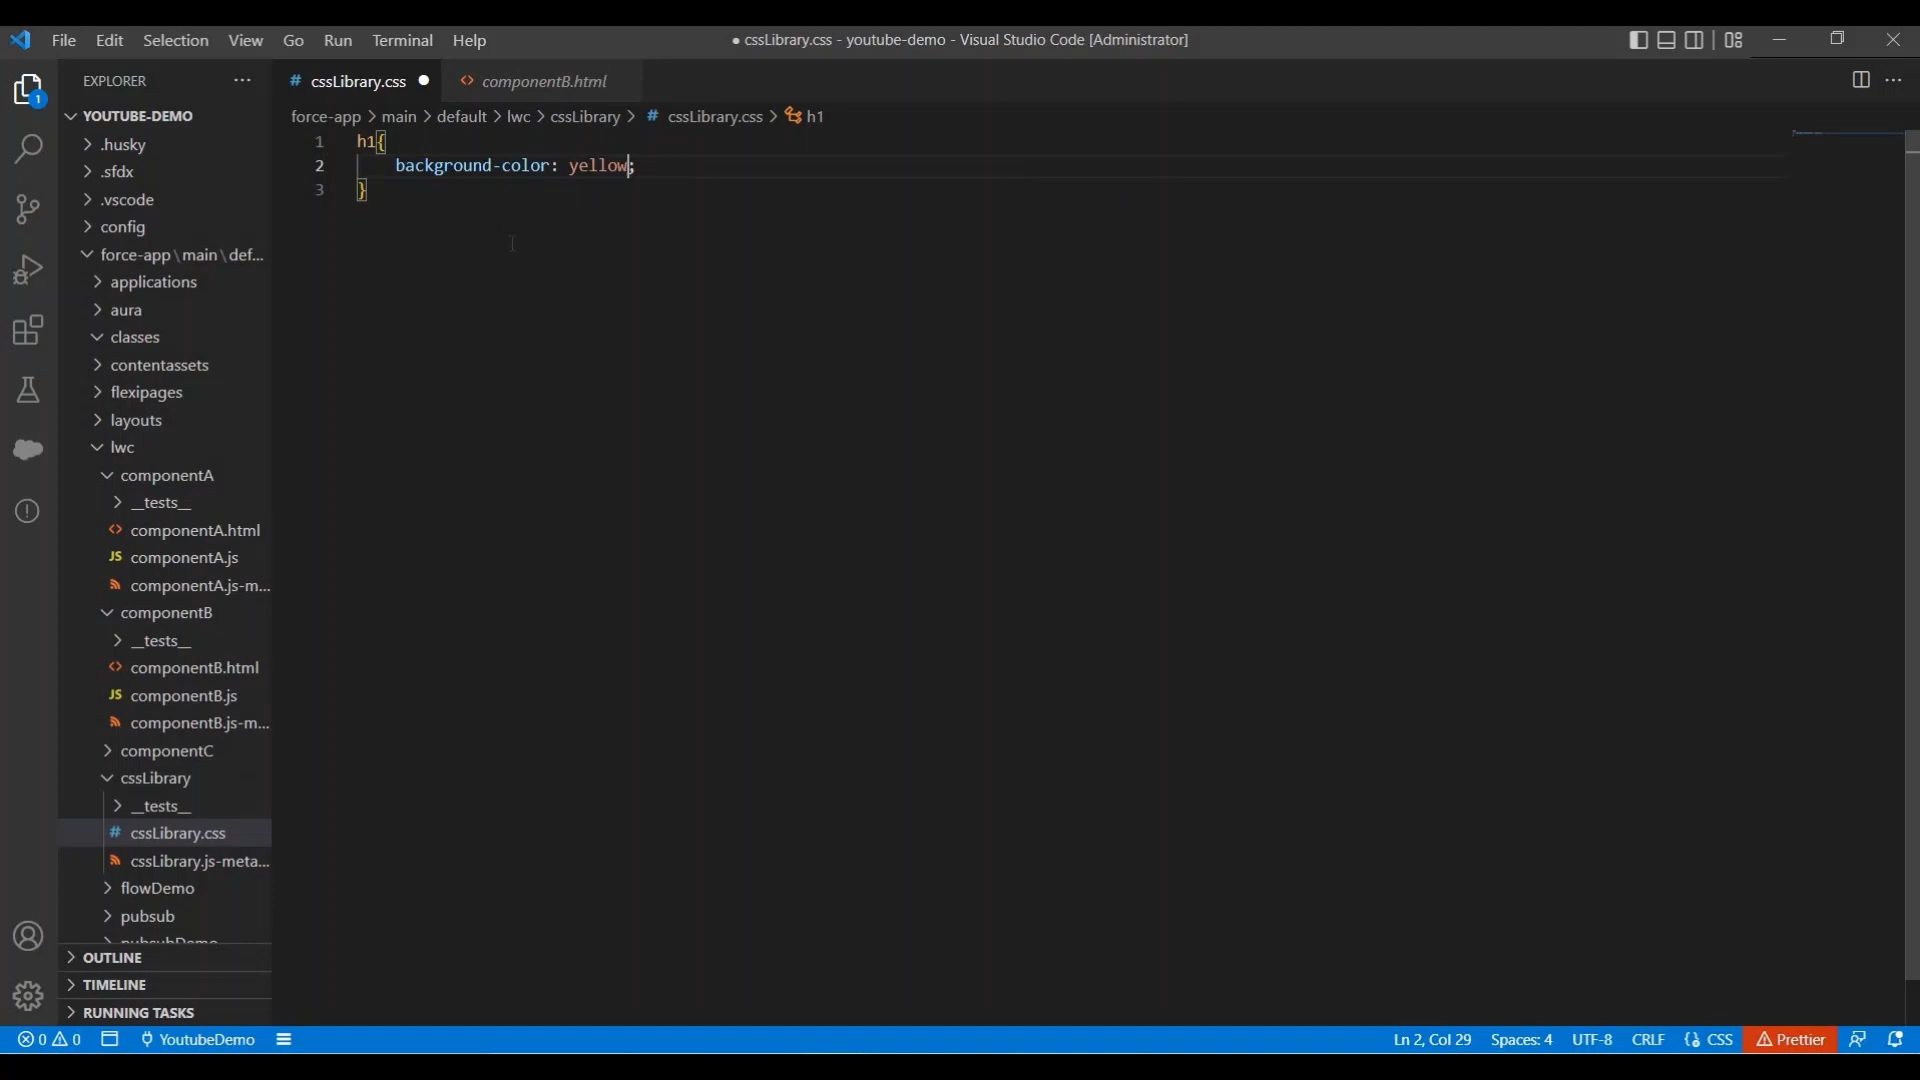 File Edit Selection View Go Run Terminal Help
● cssLibrary.css - youtube-demo - Visual Studio Code [Administrator]
EXPLORER ...
# cssLibrary.css ●
<> componentB.html
force-app > main > default > lwc > cssLibrary > # cssLibrary.css > h1
1 h1{
2 background-color: yellow;
3 }
1
YOUTUBE-DEMO
.husky
.sfdx
.vscode
config
force-app\main\def...
applications
aura
classes
contentassets
flexipages
layouts
lwc
componentA
__tests__
<> componentA.html
JS componentA.js
componentA.js-m...
componentB
__tests__
<> componentB.html
JS componentB.js
componentB.js-m...
componentC
cssLibrary
__tests__
# cssLibrary.css
cssLibrary.js-meta...
flowDemo
pubsub
pubsubDemo
OUTLINE
TIMELINE
RUNNING TASKS
0 0 YoutubeDemo
Ln 2, Col 29 Spaces: 4 UTF-8 CRLF {} CSS Prettier